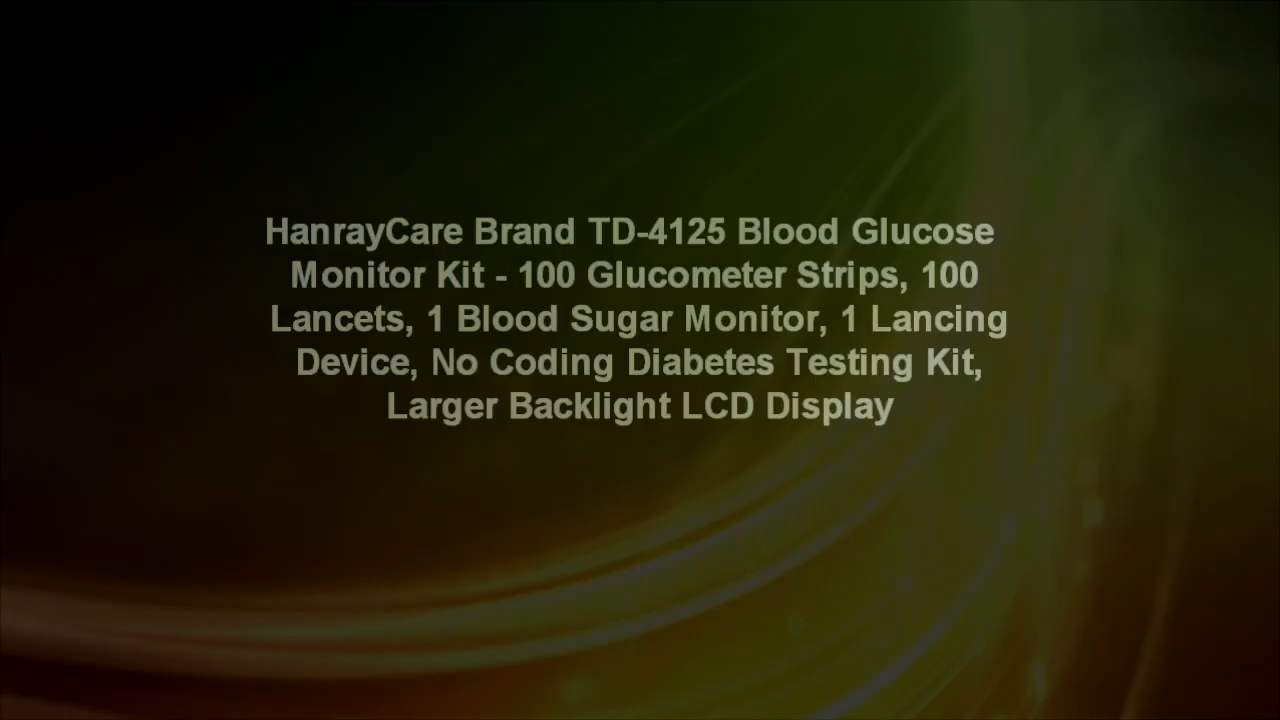 HanrayCare Brand TD-4125 Blood Glucose
Monitor Kit - 100 Glucometer Strips, 100
Lancets, 1 Blood Sugar Monitor, 1 Lancing
Device, No Coding Diabetes Testing Kit,
Larger Backlight LCD Display